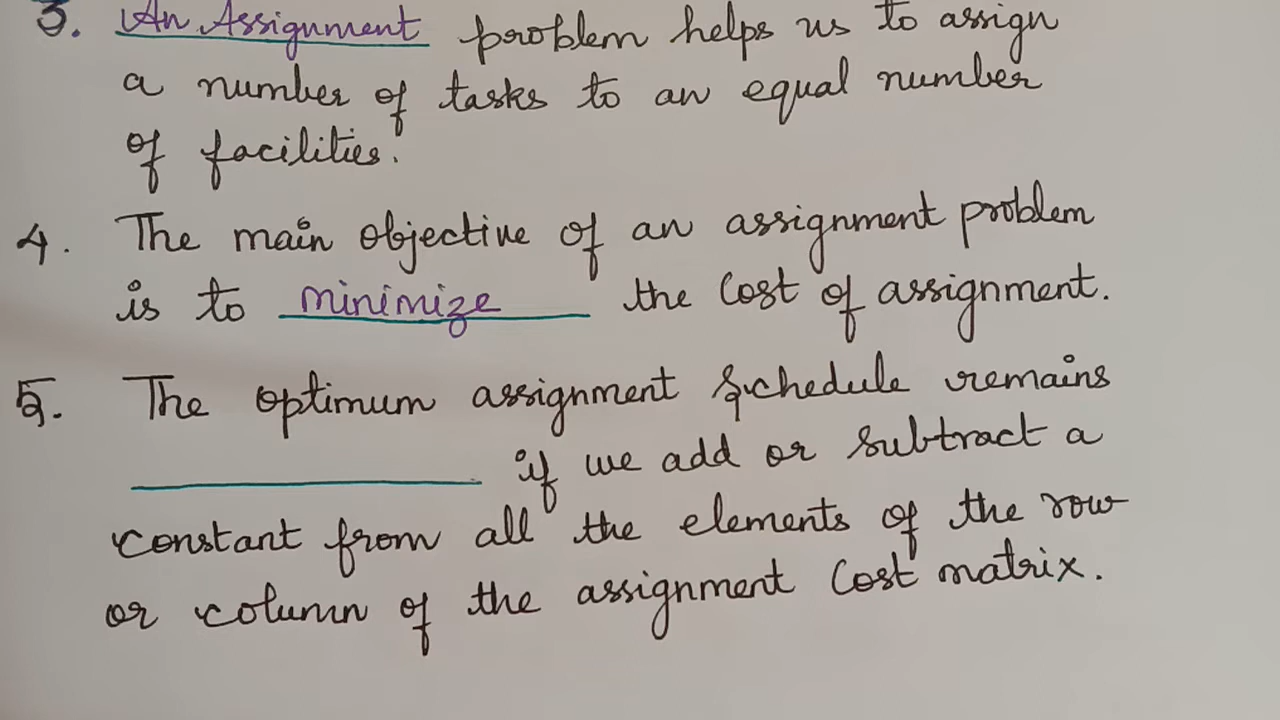 3. An Assignment problem helps us to assign
a number of tasks to an equal number
of facilities.
4. The main objective of an assignment problem
is to minimize the cost of assignment.
5. The optimum assignment schedule remains
__________ if we add or subtract a
constant from all the elements of the row
or column of the assignment cost matrix.